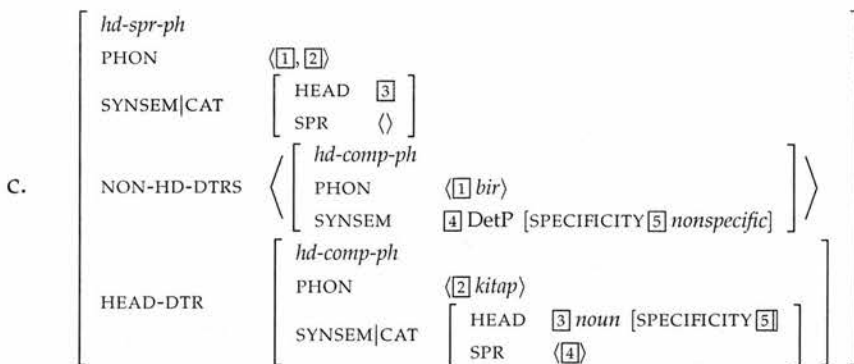 hd-spr-ph
PHON ⟨[1], [2]⟩
SYNSEM|CAT [HEAD [3]
SPR ⟨⟩]
c. NON-HD-DTRS ⟨[hd-comp-ph
PHON ⟨[1] bir⟩
SYNSEM [4] DetP [SPECIFICITY [5] nonspecific]]⟩
HEAD-DTR [hd-comp-ph
PHON ⟨[2] kitap⟩
SYNSEM|CAT [HEAD [3] noun [SPECIFICITY [5]]
SPR ⟨[4]⟩]]